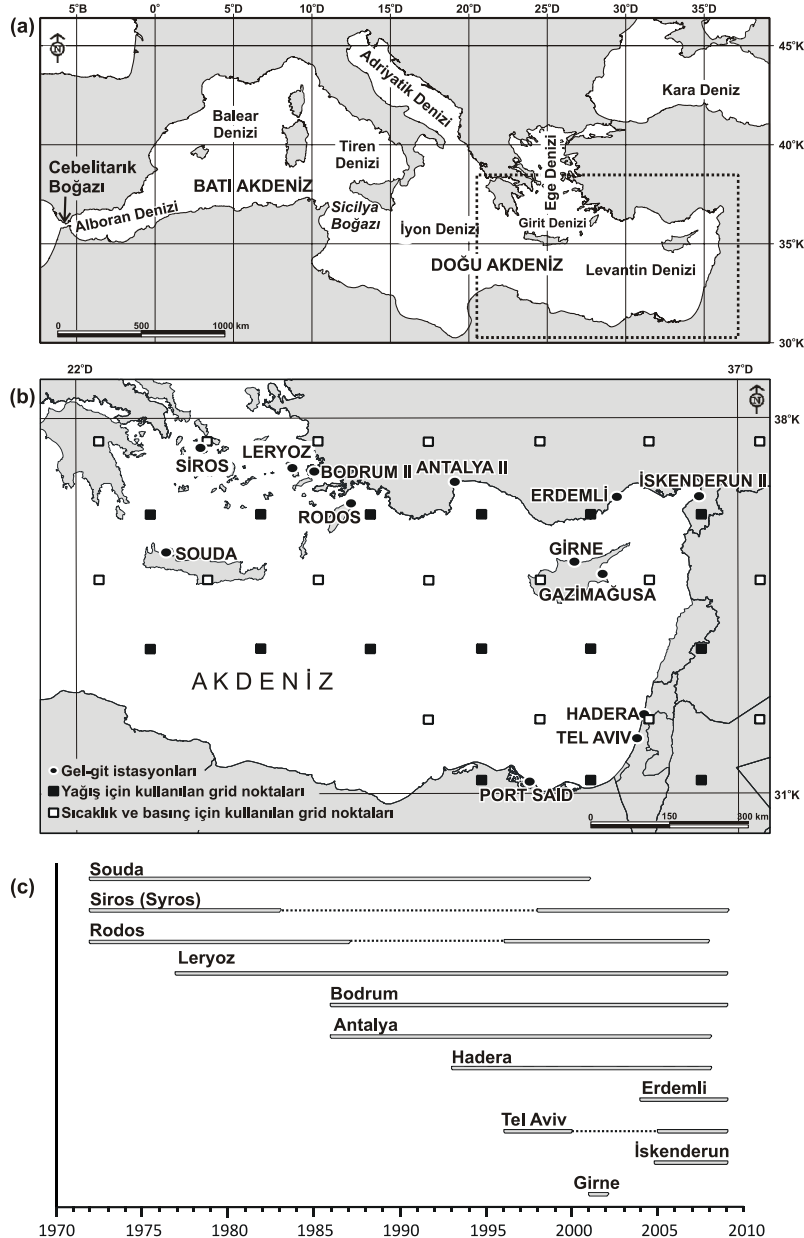 (a)
5°B 0° 5° 10° 15° 20° 25° 30° 35°D
45°K
40°K
35°K
30°K
N
Adriyatik Denizi
Kara Deniz
Balear
Denizi
Tiren
Denizi
Ege Denizi
Cebelitarık
Boğazı
BATI AKDENİZ
Alboran Denizi
Sicilya
Boğazı
İyon Denizi
Girit Denizi
DOĞU AKDENİZ
Levantin Denizi
0 500 1000 km
(b)
22°D 37°D
N
38°K
SİROS
LERYOZ
BODRUM II
ANTALYA II
ERDEMLİ
İSKENDERUN II
RODOS
SOUDA
GİRNE
GAZİMAĞUSA
AKDENİZ
HADERA
TEL AVIV
PORT SAID
31°K
Gel-git istasyonları
Yağış için kullanılan grid noktaları
Sıcaklık ve basınç için kullanılan grid noktaları
0 150 300 km
(c)
Souda
Siros (Syros)
Rodos
Leryoz
Bodrum
Antalya
Hadera
Erdemli
Tel Aviv
İskenderun
Girne
1970 1975 1980 1985 1990 1995 2000 2005 2010